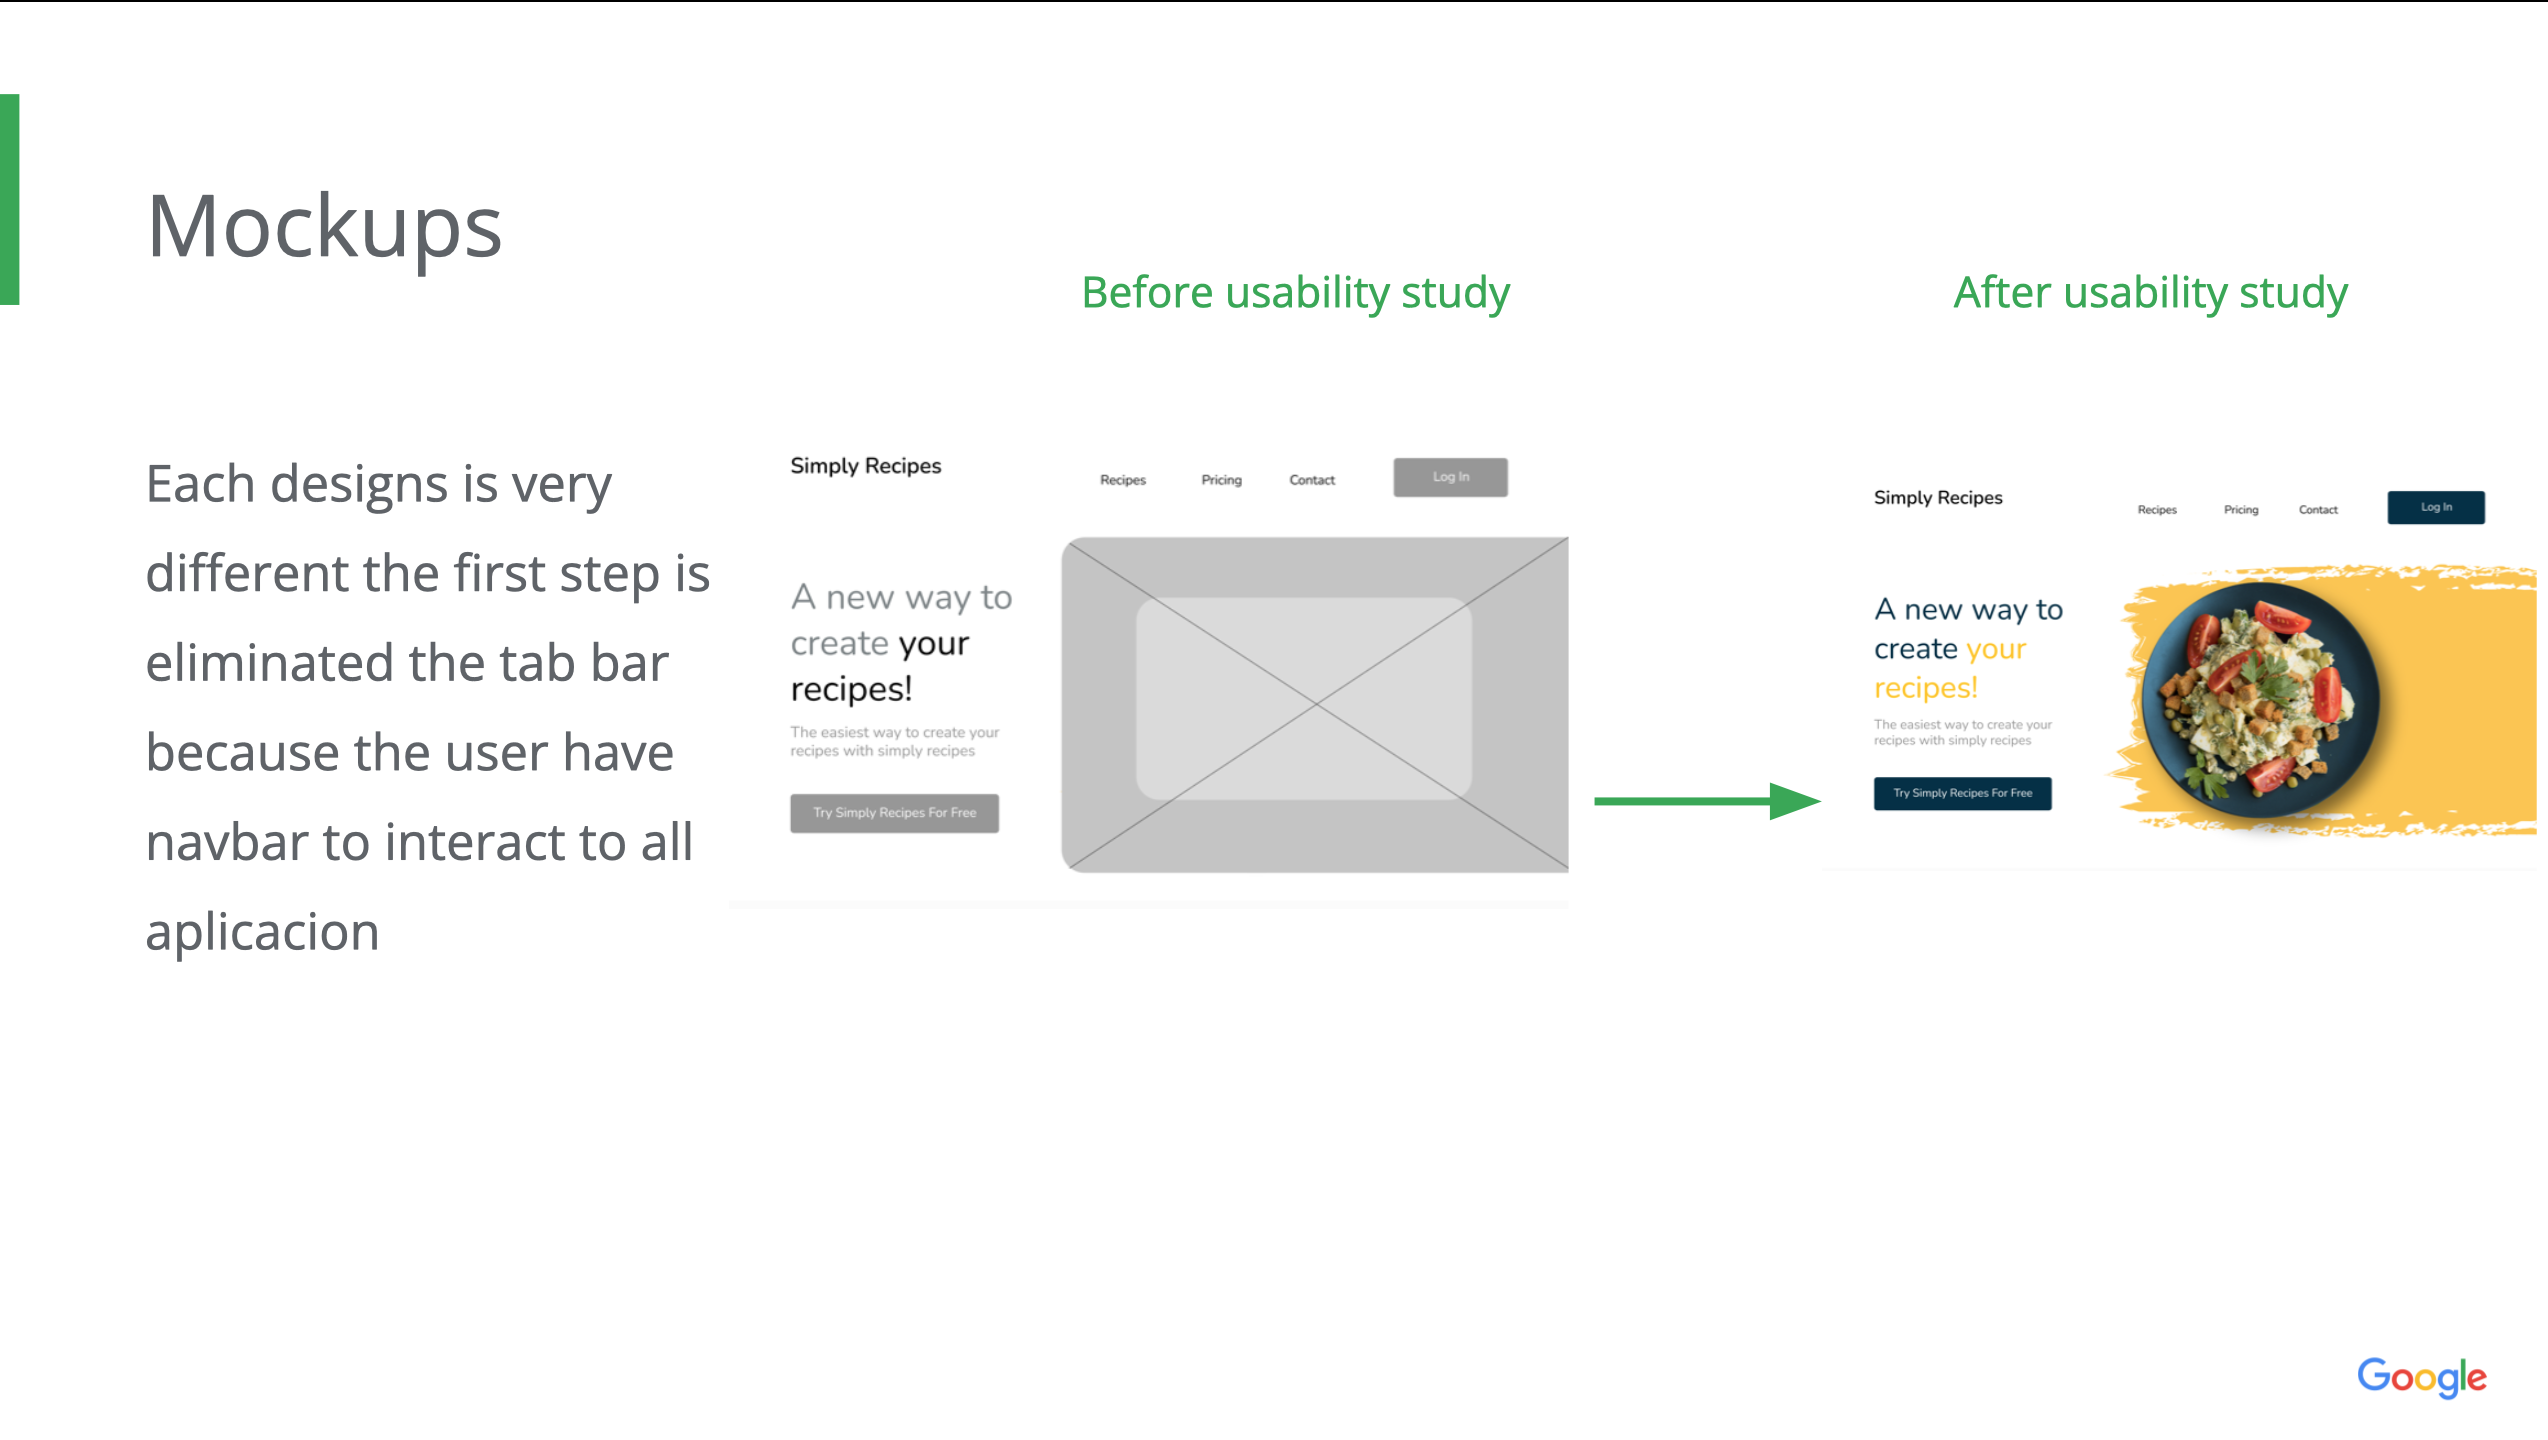 Mockups
Before usability study
After usability study
Each designs is very
different the first step is
eliminated the tab bar
because the user have
navbar to interact to all
aplicacion
Simply Recipes
Recipes
Pricing
Contact
Log In
A new way to
create your
recipes!
The easiest way to create your
recipes with simply recipes
Try Simply Recipes For Free
Simply Recipes
Recipes
Pricing
Contact
Log In
A new way to
create your
recipes!
The easiest way to create your
recipes with simply recipes
Try Simply Recipes For Free
Google